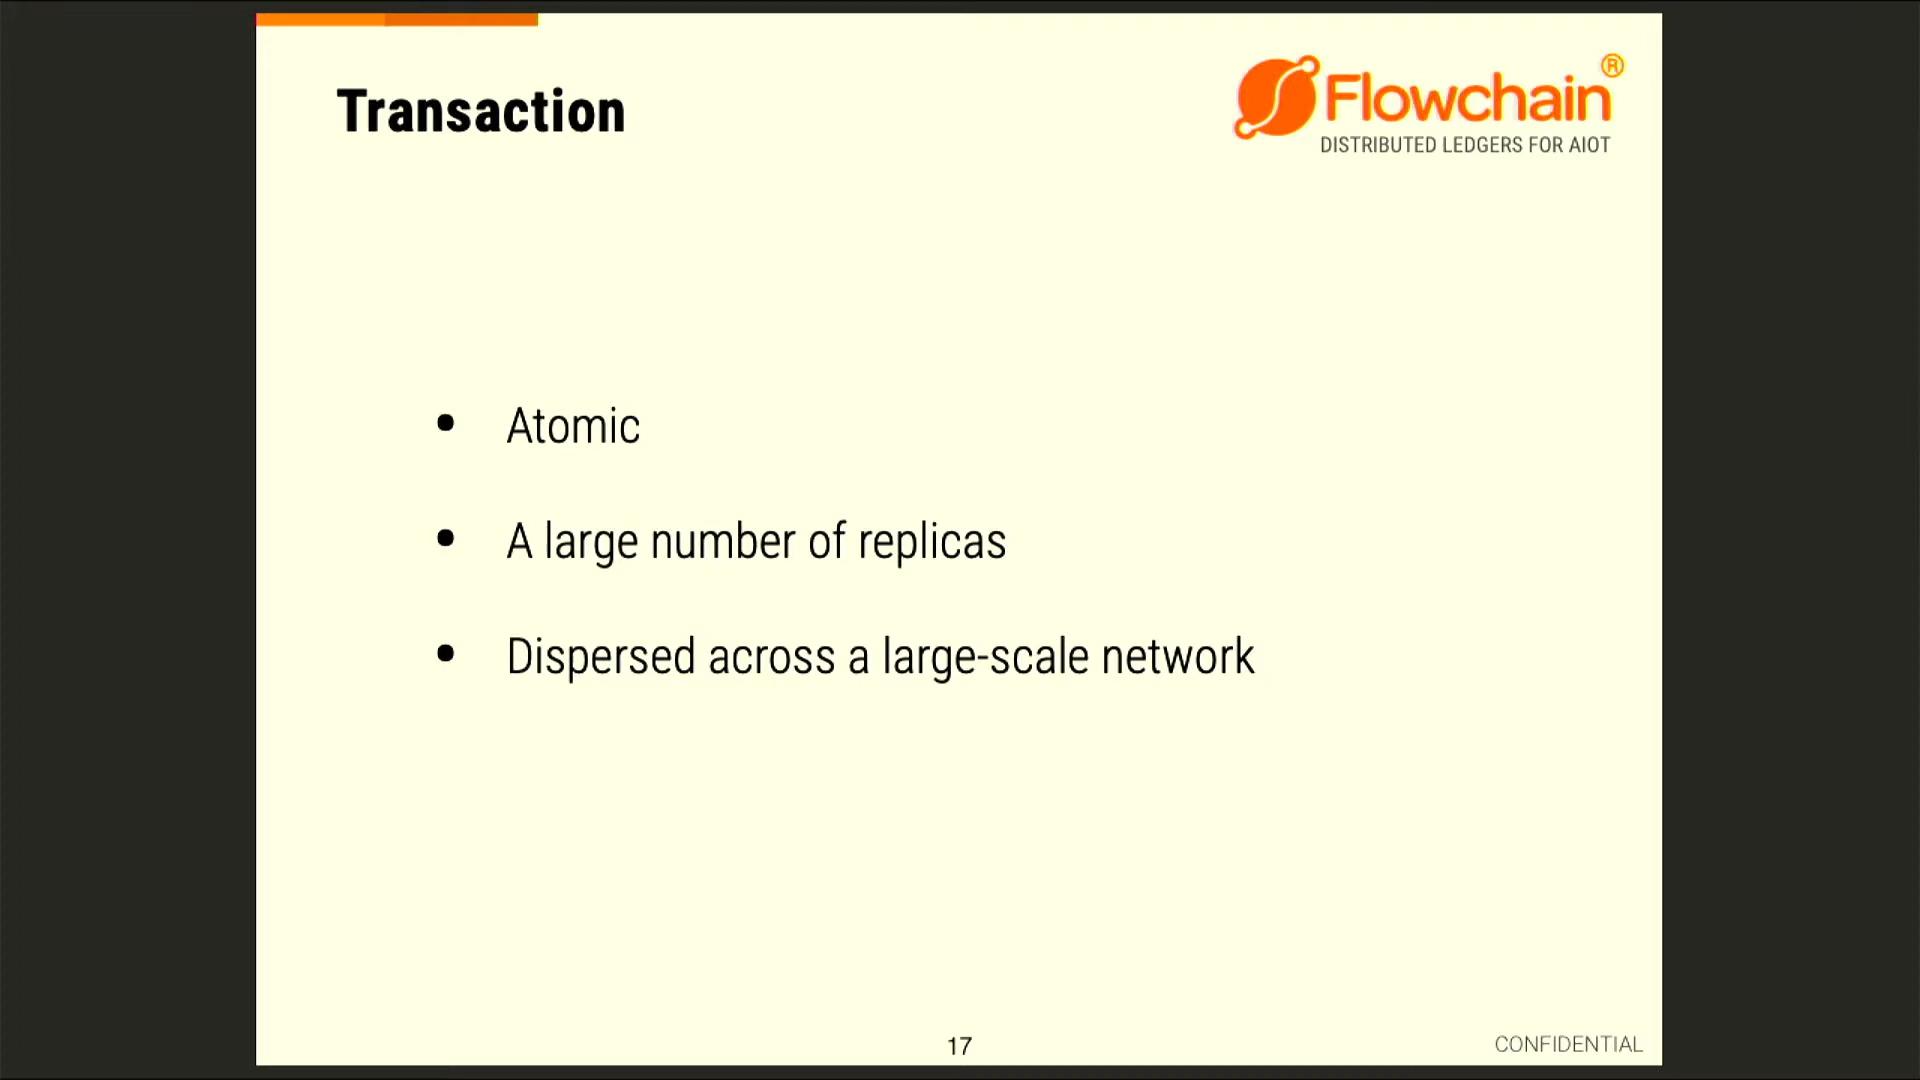 Transaction
Flowchain®
DISTRIBUTED LEDGERS FOR AIOT
• Atomic
• A large number of replicas
• Dispersed across a large-scale network
17
CONFIDENTIAL